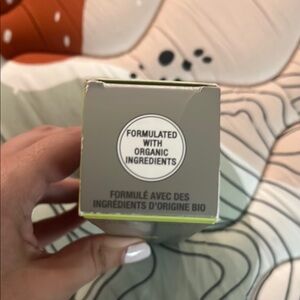 FORMULATED
WITH
ORGANIC
INGREDIENTS
FORMULÉ AVEC DES
INGRÉDIENTS D'ORIGINE BIO